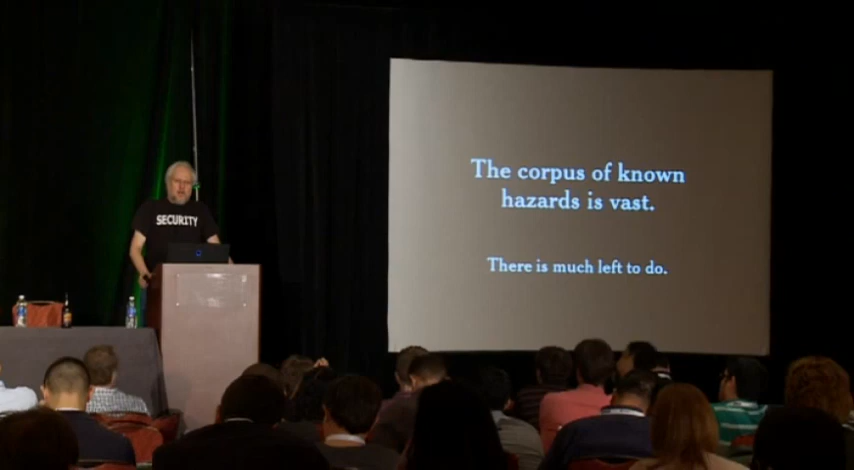 SECURITY
The corpus of known
hazards is vast.
There is much left to do.